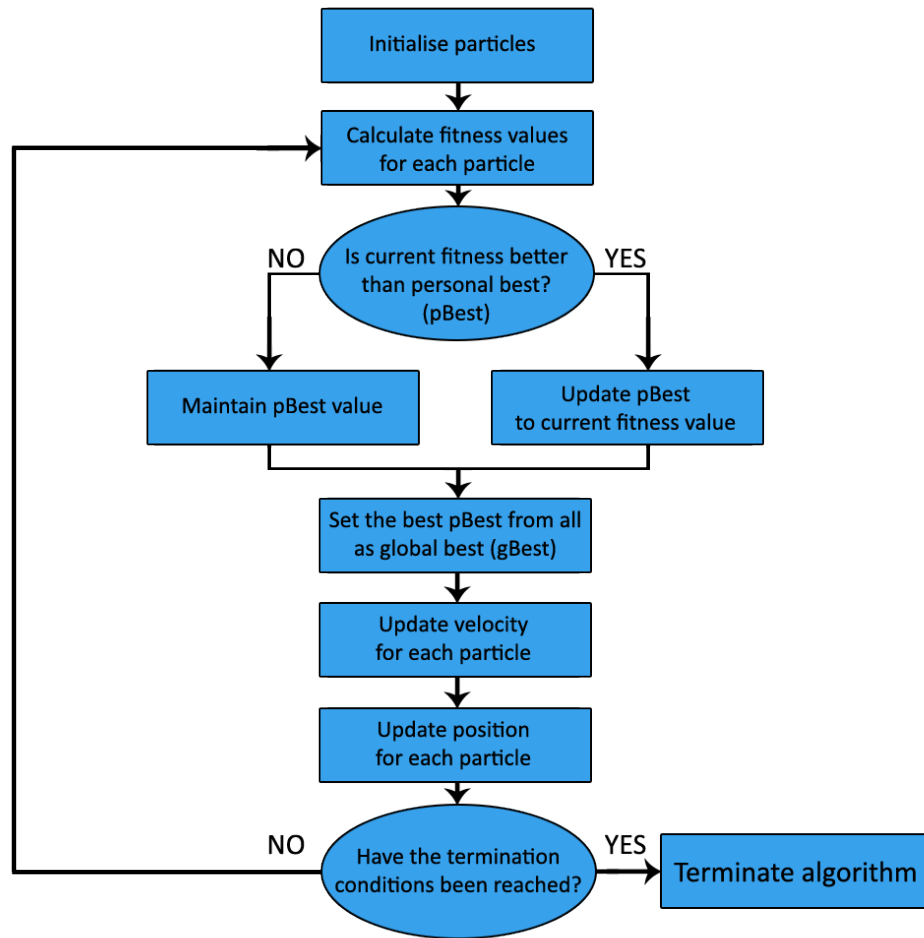 Initialise particles
Calculate fitness values
for each particle
NO
Is current fitness better
than personal best?
(pBest)
YES
Maintain pBest value
Update pBest
to current fitness value
Set the best pBest from all
as global best (gBest)
Update velocity
for each particle
Update position
for each particle
NO
Have the termination
conditions been reached?
YES
Terminate algorithm